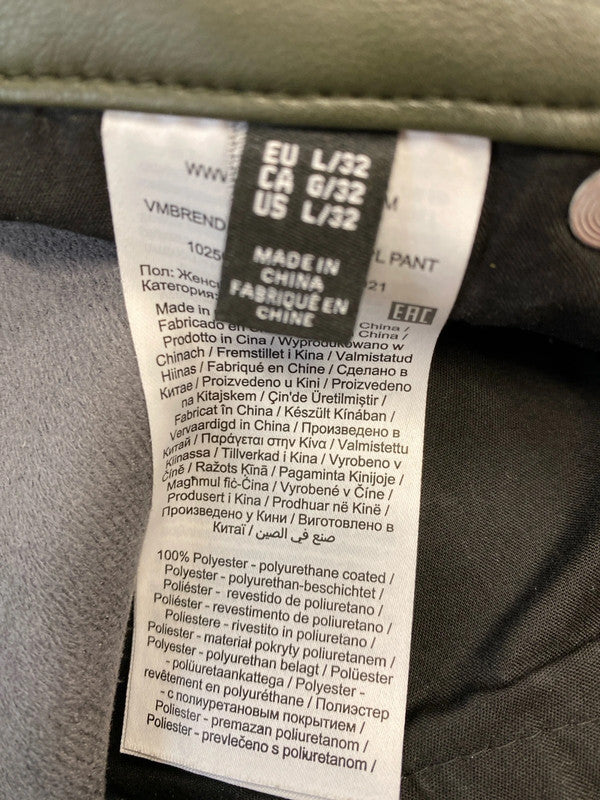 EU L/32
CA G/32
US L/32
MADE IN
CHINA
FABRIQUÉ EN
CHINE
WWW M
VMBREND L PANT
1025 021
Пол: Женс
Категория:
EAC
Made in China /
Fabricado en China /
Prodotto in Cina / Wyprodukowano w
Chinach / Fremstillet i Kina / Valmistatud
Hiinas / Fabriqué en Chine / Сделано в
Китае / Proizvedeno u Kini / Proizvedeno
na Kitajskem / Çin'de Üretilmiştir /
Fabricat în China / Készült Kínában /
Vervaardigd in China / Произведено в
Китай / Παράγεται στην Κίνα / Valmistettu
Kiinassa / Tillverkad i Kina / Vyrobeno v
Číně / Ražots Ķīnā / Pagaminta Kinijoje /
Magħmul fiċ-Ċina / Vyrobené v Číne /
Produsert i Kina / Prodhuar në Kinë /
Произведено у Кини / Виготовлено в
Китаї / صنع في الصين /
100% Polyester - polyurethane coated /
Polyester - polyurethan-beschichtet /
Poliéster - revestido de poliuretano /
Poliéster - revestimento de poliuretano /
Poliestere - rivestito in poliuretano /
Poliester - materiał pokryty poliuretanem /
Polyester - polyurethan belagt / Polüester
- polüuretaankattega / Polyester -
revêtement en polyuréthane / Полиэстер
- с полиуретановым покрытием /
Poliester - premazan poliuretanom /
Poliester - prevlečeno s poliuretanom /